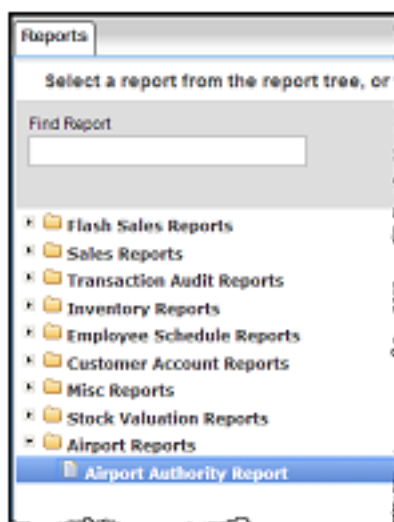 Reports
Select a report from the report tree, or
Find Report
Flash Sales Reports
Sales Reports
Transaction Audit Reports
Inventory Reports
Employee Schedule Reports
Customer Account Reports
Misc Reports
Stock Valuation Reports
Airport Reports
Airport Authority Report